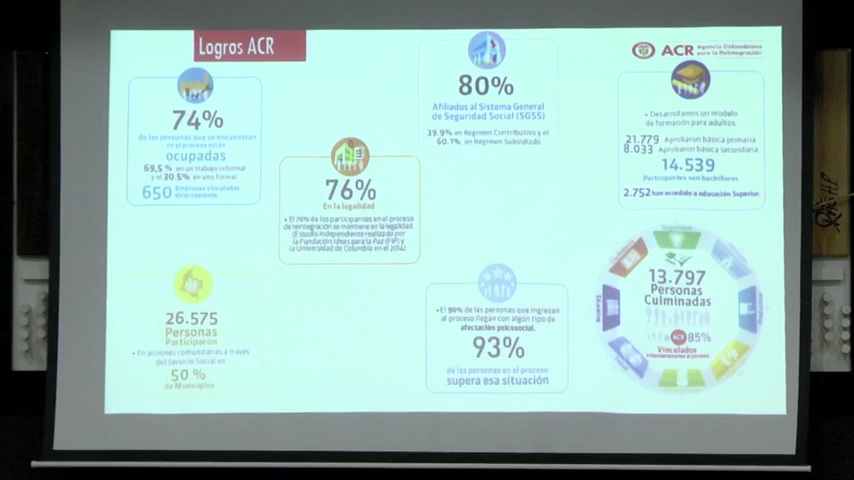 Logros ACR
ACR Agencia Colombiana
para la Reintegración
74%
de las personas que se encuentran
en el proceso están
ocupadas
69,5 % en un trabajo informal
y el 30.5% en uno formal.
650 Empresas vinculadas
directamente.
76%
En la legalidad
• El 76% de los participantes en el proceso
de reintegración se mantiene en la legalidad.
(Estudio independiente realizado por
la Fundación Ideas para la Paz (FIP) y
la Universidad de Columbia en el 2014).
80%
Afiliados al Sistema General
de Seguridad Social (SGSS)
39.9% en Regimen Contributivo y el
60.1% en Régimen Subsidiado
• Desarrollamos un modelo
de formación para adultos.
21.779 Aprobaron básica primaria
8.033 Aprobaron básica secundaria
14.539
Participantes son bachilleres.
2.752 han accedido a educación Superior.
26.575
Personas
Participaron
• En acciones comunitarias a través
del Servicio Social en
50 %
de Municipios
• El 90% de las personas que ingresan
al proceso llegan con algún tipo de
afectación psicosocial.
93%
de las personas en el proceso
supera esa situación
Seguridad
13.797
Personas
Culminadas
ACR 85%
Vinculados
Salud